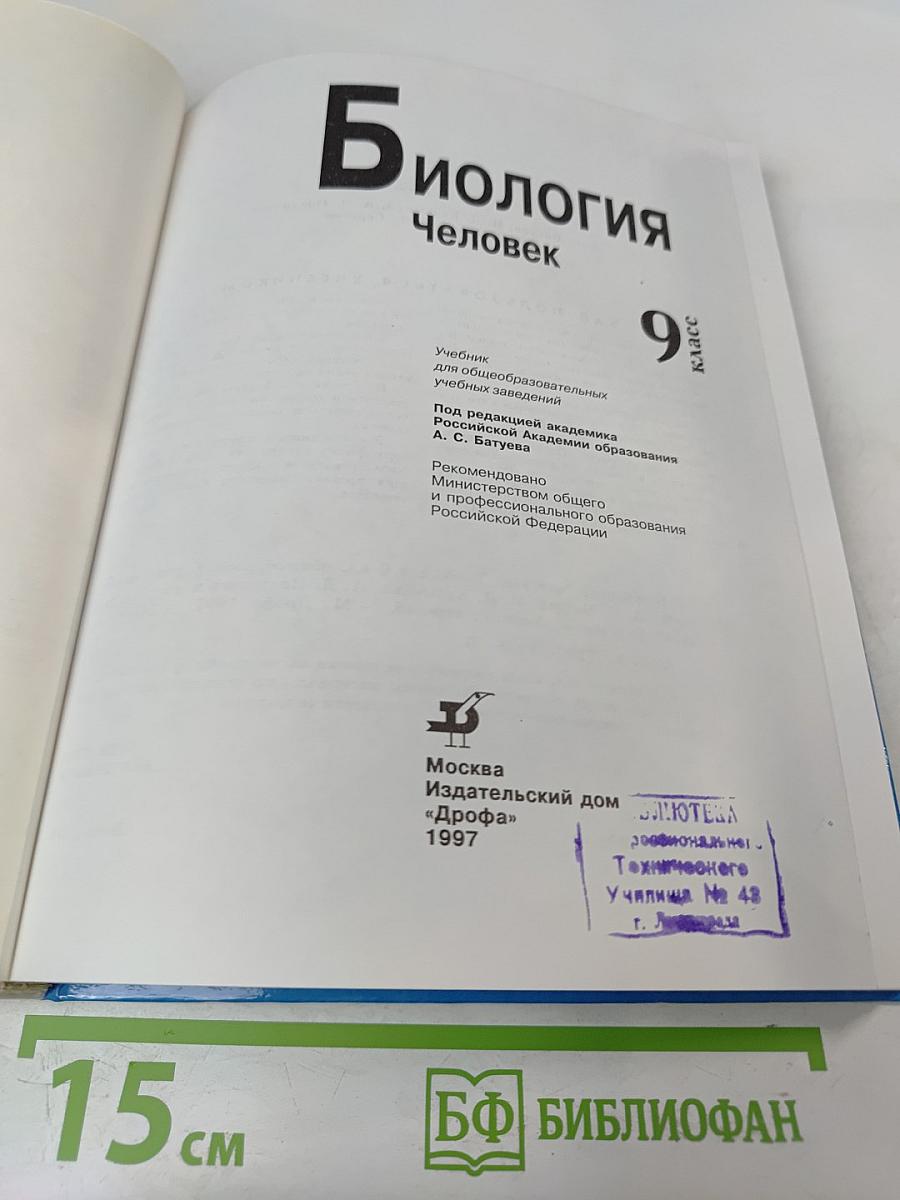 Биология
Человек
9 класс
Учебник
для общеобразовательных
учебных заведений
Под редакцией академика
Российской Академии образования
А. С. Батуева
Рекомендовано
Министерством общего
и профессионального образования
Российской Федерации
Москва
Издательский дом
«Дрофа»
1997
Технического
Училища № 43
г.
15 см
БФ БИБЛИОФАН